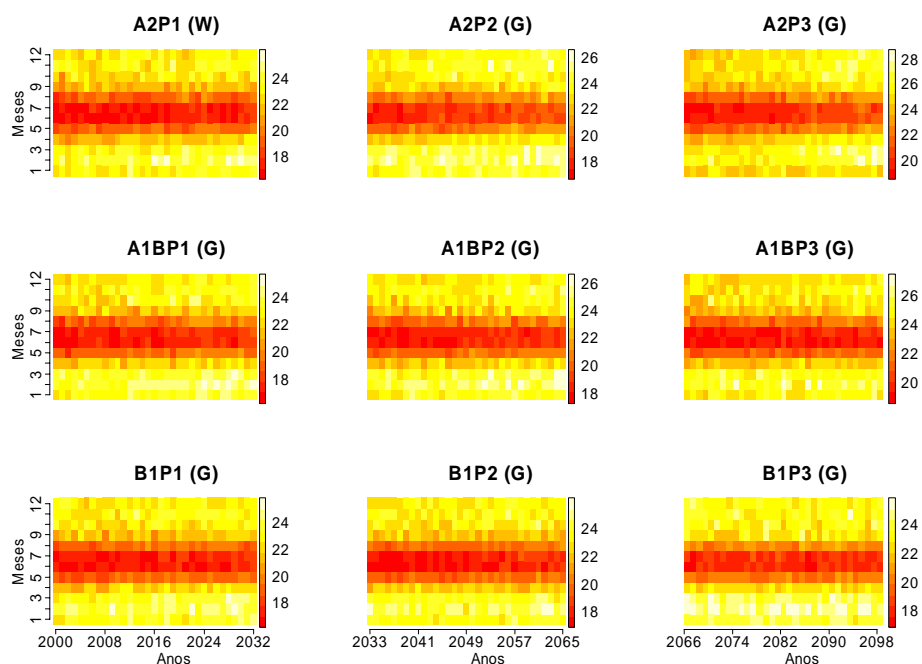 A2P1 (W)
A2P2 (G)
A2P3 (G)
Meses
1 3 5 7 9 12
18 20 22 24
18 20 22 24 26
20 22 24 26 28
A1BP1 (G)
A1BP2 (G)
A1BP3 (G)
Meses
1 3 5 7 9 12
18 20 22 24
18 20 22 24 26
20 22 24 26
B1P1 (G)
B1P2 (G)
B1P3 (G)
Meses
1 3 5 7 9 12
18 20 22 24
18 20 22 24
18 20 22 24
2000 2008 2016 2024 2032
2033 2041 2049 2057 2065
2066 2074 2082 2090 2098
Anos
Anos
Anos